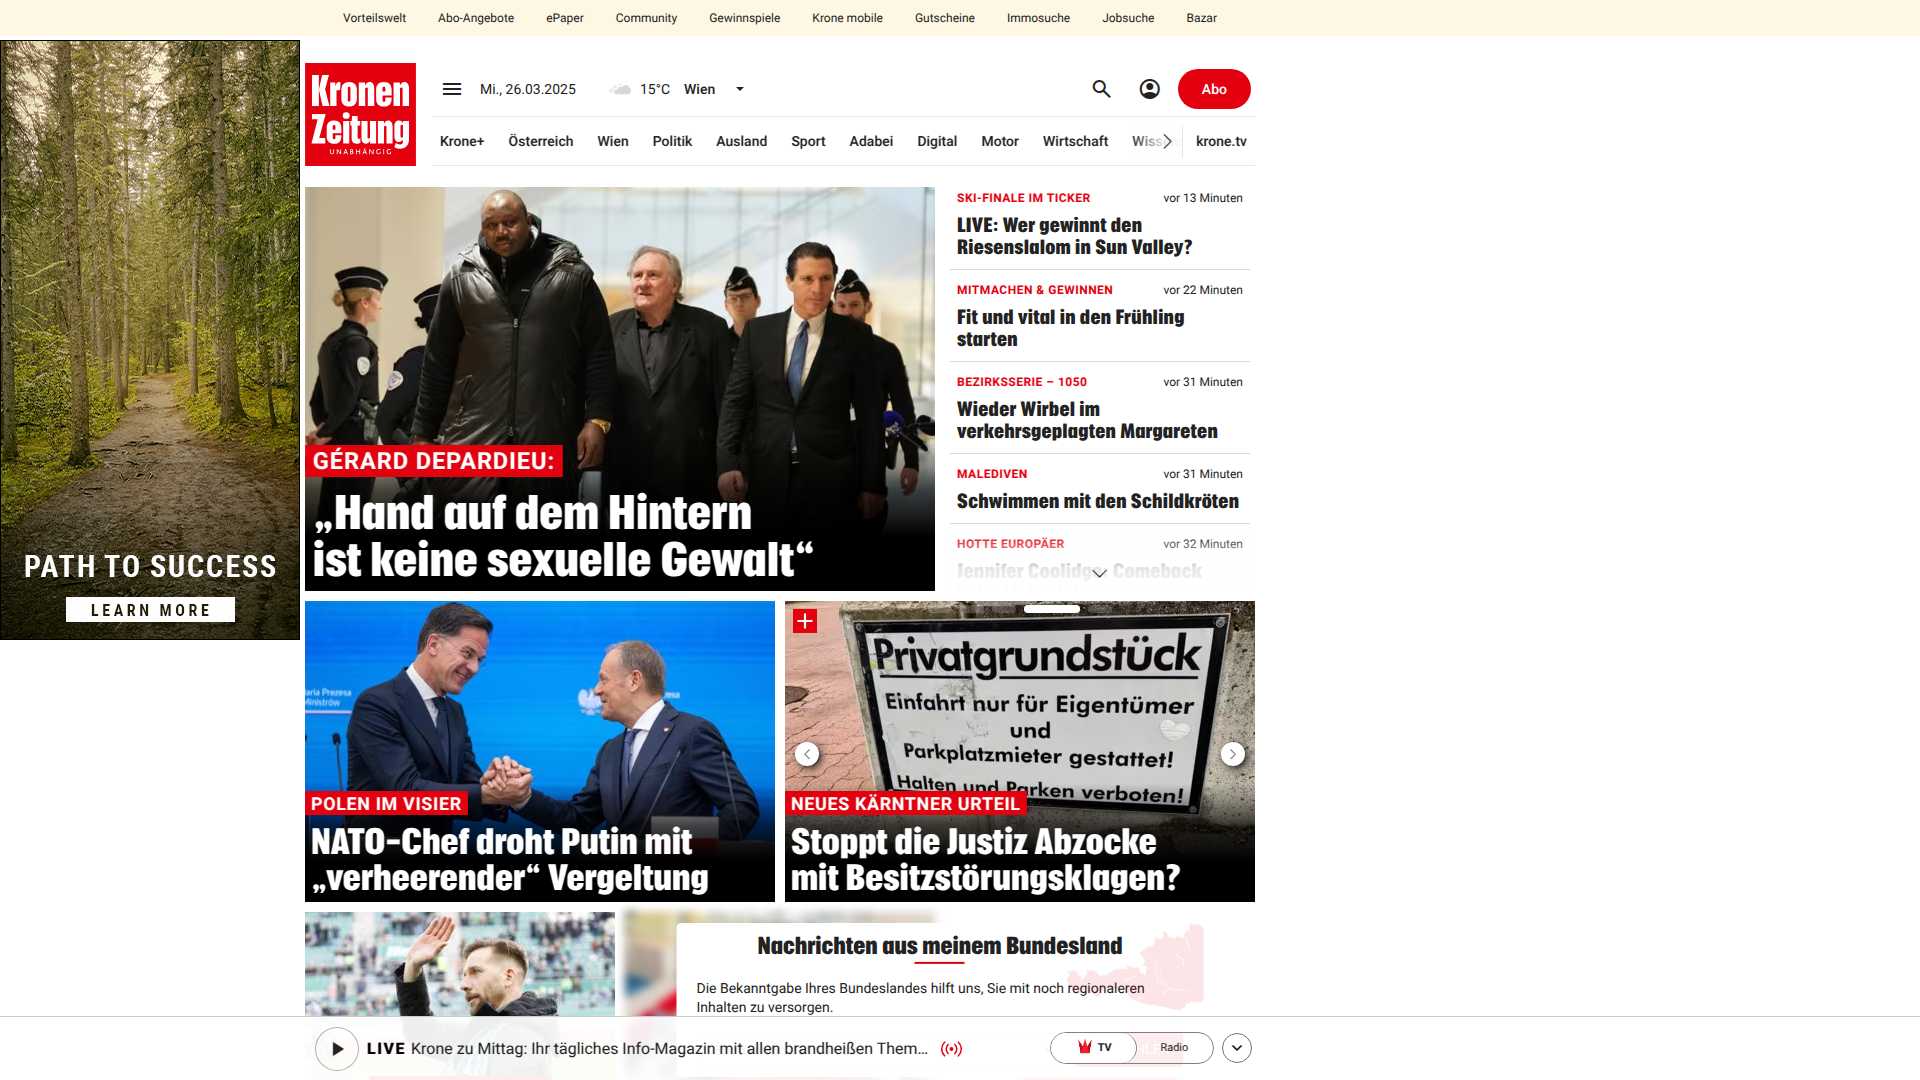 Vorteilswelt Abo-Angebote ePaper Community Gewinnspiele Krone mobile Gutscheine Immosuche Jobsuche Bazar
Kronen
Zeitung
UNABHÄNGIG
Mi., 26.03.2025 15°C Wien Abo
Krone+ Österreich Wien Politik Ausland Sport Adabei Digital Motor Wirtschaft Wiss krone.tv
PATH TO SUCCESS
LEARN MORE
GÉRARD DEPARDIEU:
„Hand auf dem Hintern
ist keine sexuelle Gewalt“
SKI-FINALE IM TICKER vor 13 Minuten
LIVE: Wer gewinnt den
Riesenslalom in Sun Valley?
MITMACHEN & GEWINNEN vor 22 Minuten
Fit und vital in den Frühling
starten
BEZIRKSSERIE – 1050 vor 31 Minuten
Wieder Wirbel im
verkehrsgeplagten Margareten
MALEDIVEN vor 31 Minuten
Schwimmen mit den Schildkröten
HOTTE EUROPÄER vor 32 Minuten
Jennifer Coolidge: Comeback
POLEN IM VISIER
NATO-Chef droht Putin mit
„verheerender“ Vergeltung
Privatgrundstück
Einfahrt nur für Eigentümer
und
Parkplatzmieter gestattet!
Halten und Parken verboten!
NEUES KÄRNTNER URTEIL
Stoppt die Justiz Abzocke
mit Besitzstörungsklagen?
Nachrichten aus meinem Bundesland
Die Bekanntgabe Ihres Bundeslandes hilft uns, Sie mit noch regionaleren
Inhalten zu versorgen.
LIVE Krone zu Mittag: Ihr tägliches Info-Magazin mit allen brandheißen Them... TV Radio